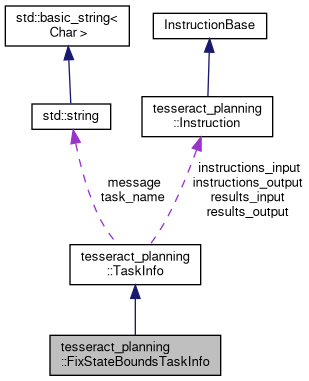 std::basic_string<
Char >
InstructionBase
std::string
tesseract_planning
::Instruction
message
task_name
instructions_input
instructions_output
results_input
results_output
tesseract_planning
::TaskInfo
tesseract_planning
::FixStateBoundsTaskInfo